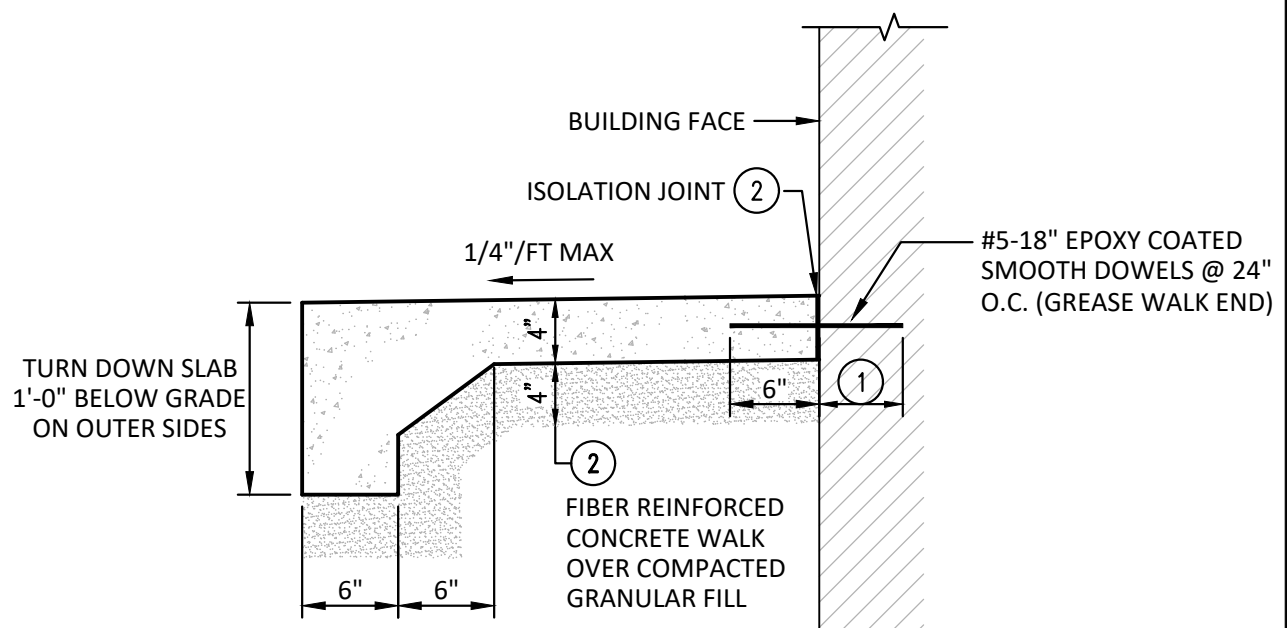 BUILDING FACE
ISOLATION JOINT 2
1/4"/FT MAX
#5-18" EPOXY COATED
SMOOTH DOWELS @ 24"
O.C. (GREASE WALK END)
4"
4"
6"
1
TURN DOWN SLAB
1'-0" BELOW GRADE
ON OUTER SIDES
2
FIBER REINFORCED
CONCRETE WALK
OVER COMPACTED
GRANULAR FILL
6"
6"